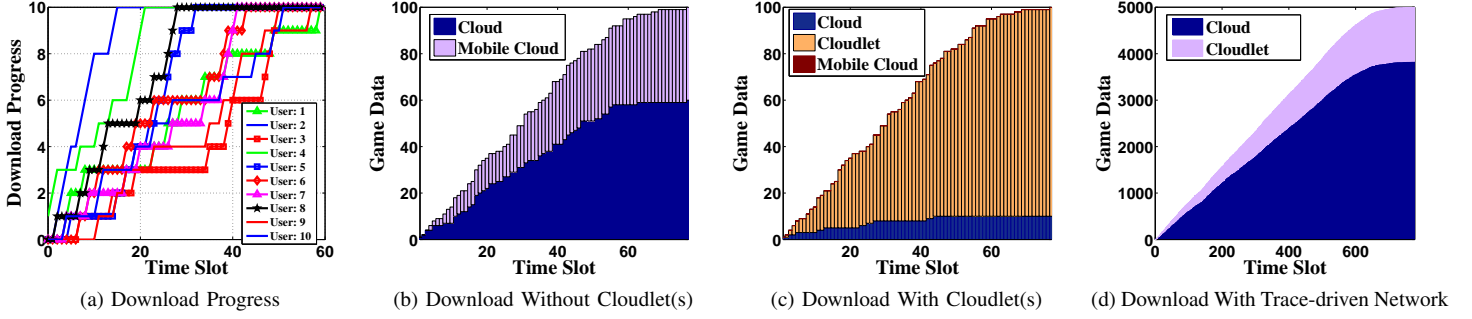 Download Progress
10
8
6
4
2
0
0
20
40
60
Time Slot
User: 1
User: 2
User: 3
User: 4
User: 5
User: 6
User: 7
User: 8
User: 9
User: 10
(a) Download Progress
Game Data
100
80
60
40
20
0
20
40
60
Time Slot
Cloud
Mobile Cloud
(b) Download Without Cloudlet(s)
Game Data
100
80
60
40
20
0
20
40
60
Time Slot
Cloud
Cloudlet
Mobile Cloud
(c) Download With Cloudlet(s)
Game Data
5000
4000
3000
2000
1000
0
0
200
400
600
Time Slot
Cloud
Cloudlet
(d) Download With Trace-driven Network